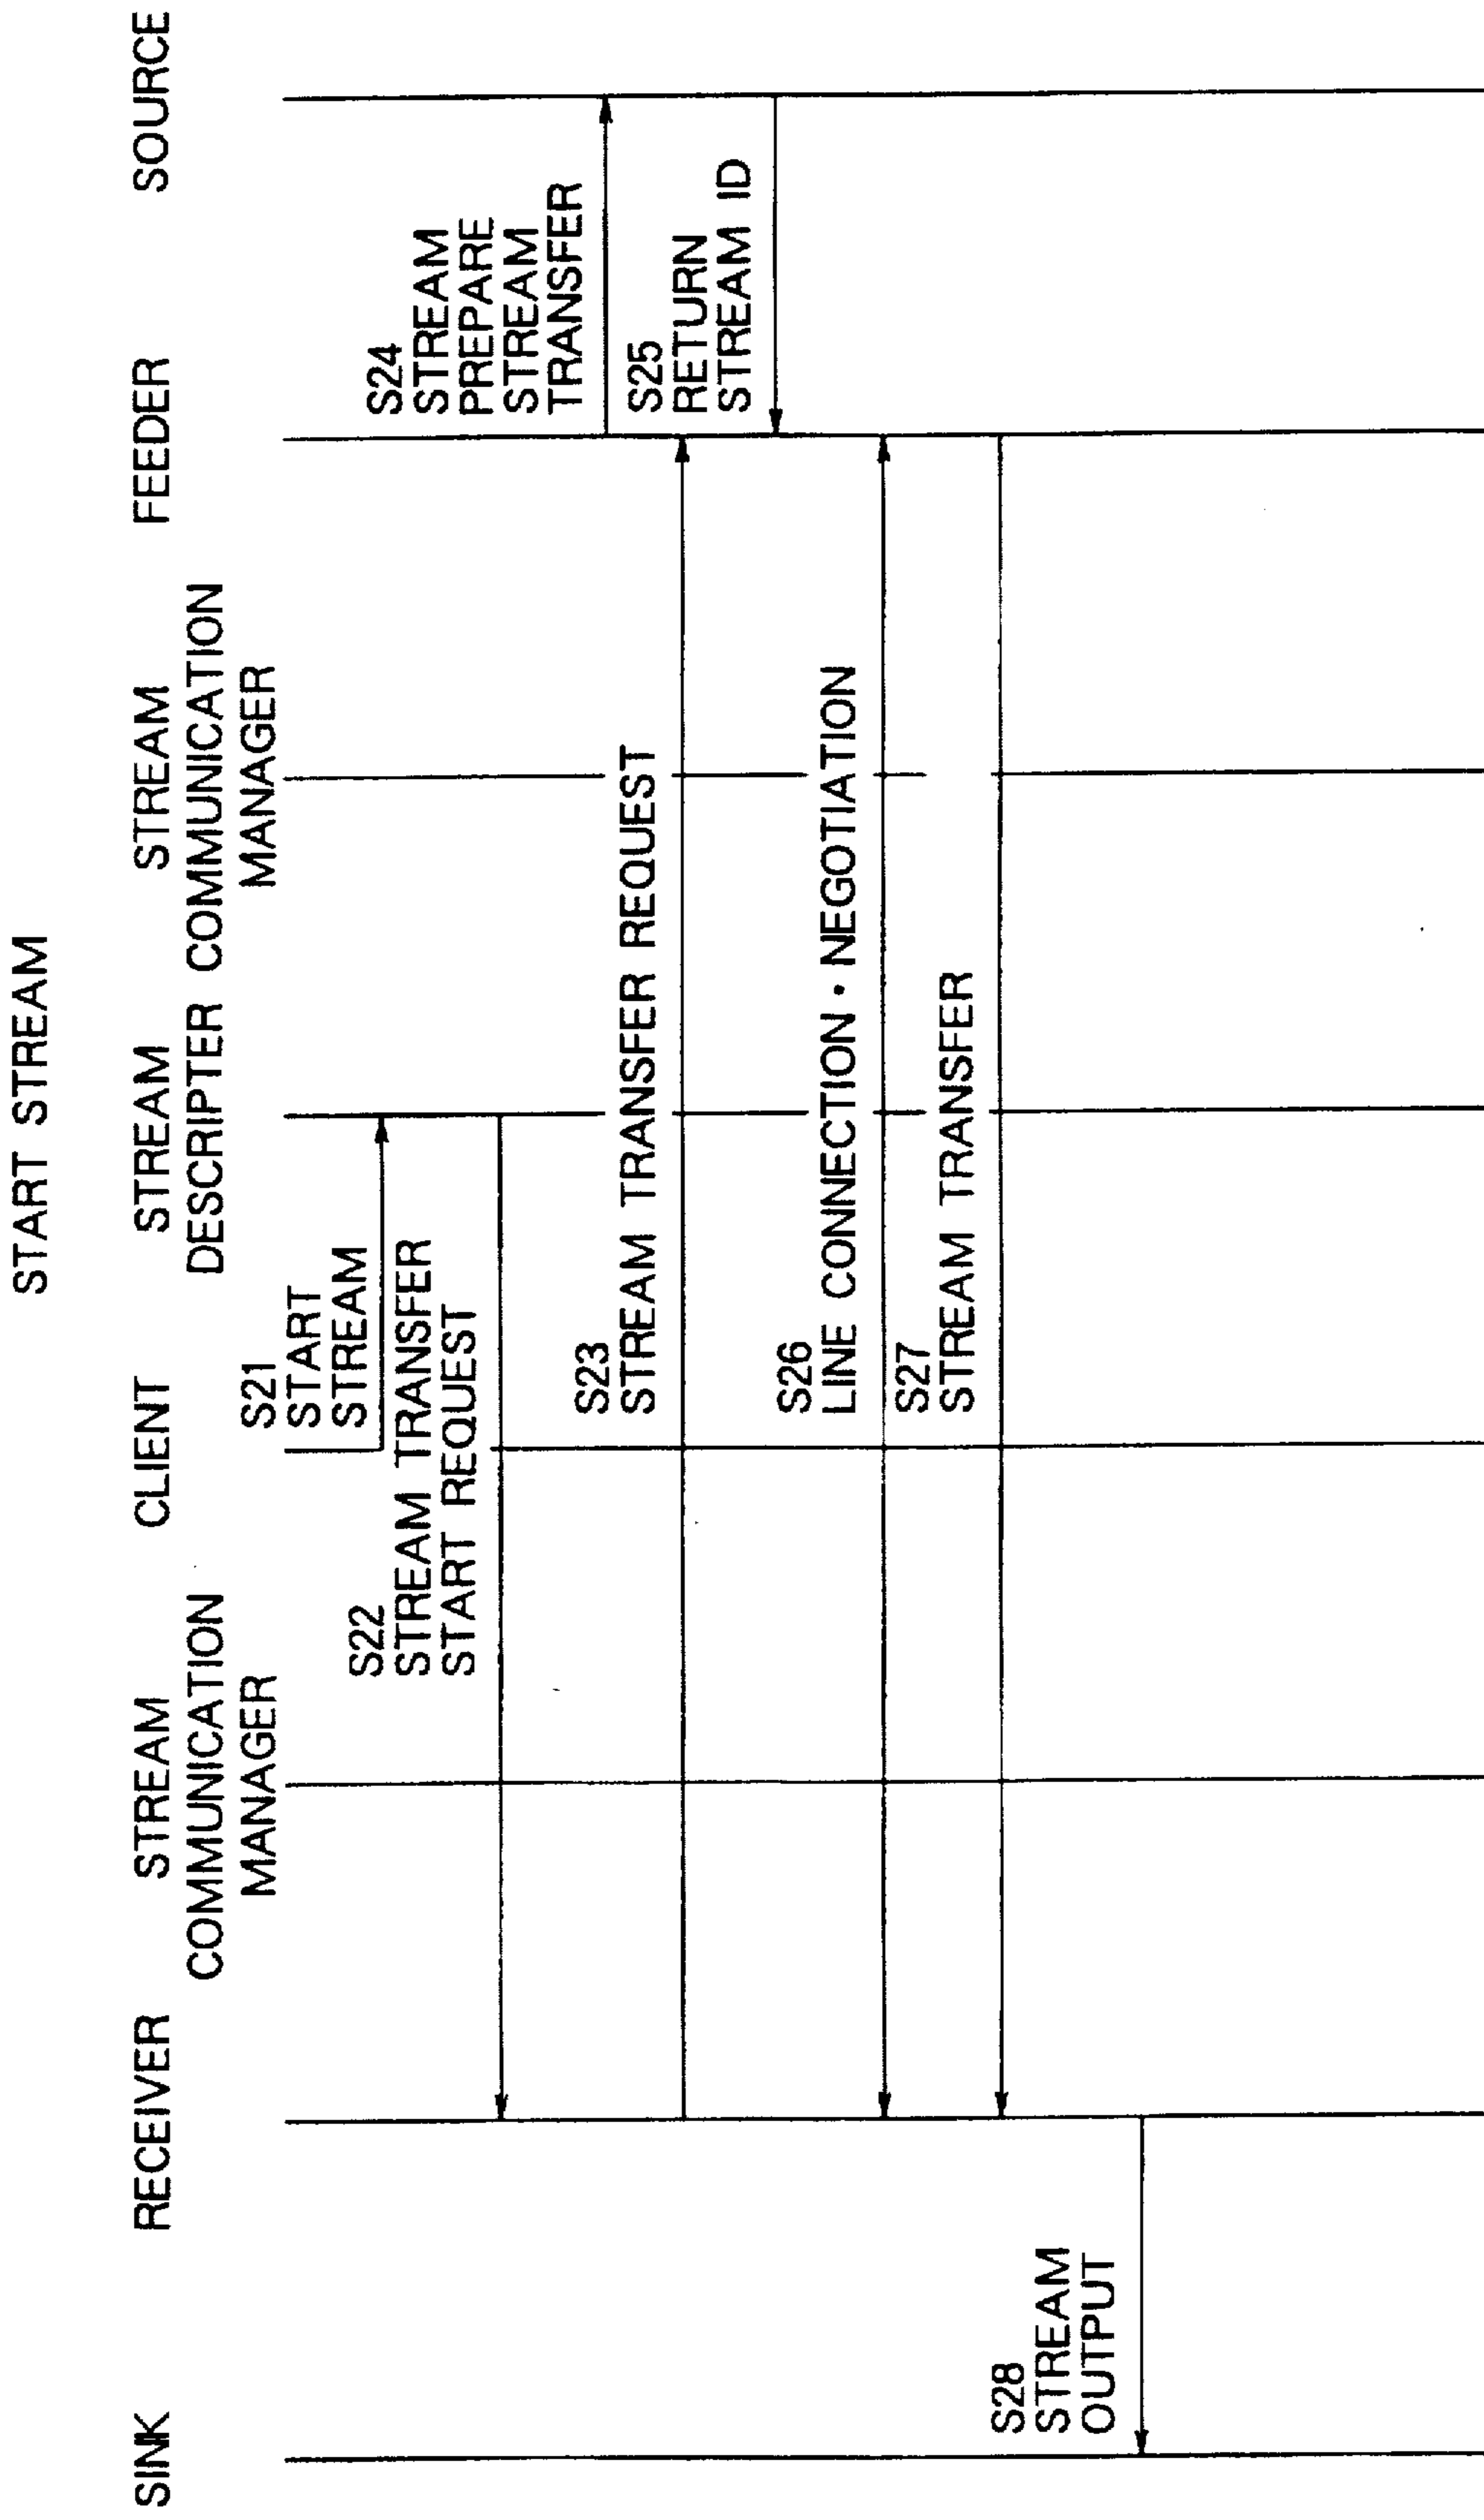 START STREAM
SINK
RECEIVER
STREAM
COMMUNICATION
MANAGER
CLIENT
STREAM
DESCRIPTER
STREAM
COMMUNICATION
MANAGER
FEEDER
SOURCE
S21
START
STREAM
S22
STREAM TRANSFER
START REQUEST
S24
STREAM
PREPARE
STREAM
TRANSFER
S23
STREAM TRANSFER REQUEST
S25
RETURN
STREAM ID
S26
LINE CONNECTION・NEGOTIATION
S27
STREAM TRANSFER
S28
STREAM
OUTPUT